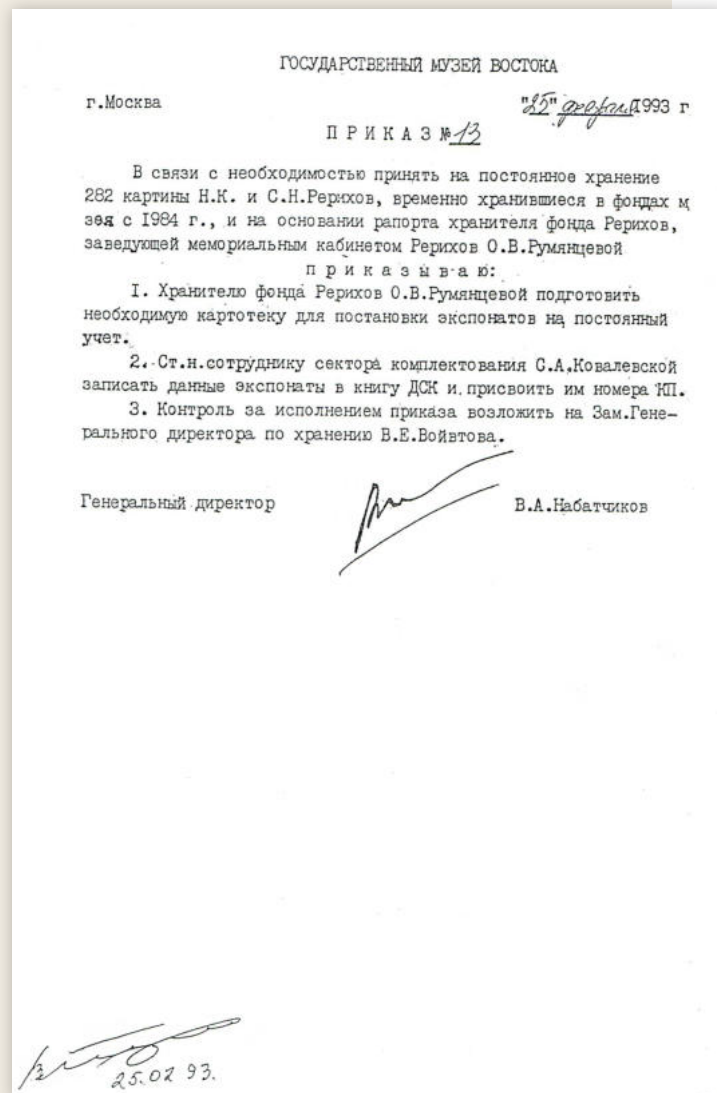 ГОСУДАРСТВЕННЫЙ МУЗЕЙ ВОСТОКА
г.Москва "25" февраля 1993 г
П Р И К А З № 13
В связи с необходимостью принять на постоянное хранение
282 картины Н.К. и С.Н.Рерихов, временно хранившиеся в фондах м
зея с 1984 г., и на основании рапорта хранителя фонда Рерихов,
заведующей мемориальным кабинетом Рерихов О.В.Румянцевой
п р и к а з ы в а ю:
I. Хранителю фонда Рерихов О.В.Румянцевой подготовить
необходимую картотеку для постановки экспонатов на постоянный
учет.
2. Ст.н.сотруднику сектора комплектования С.А.Ковалевской
записать данные экспонаты в книгу ДСК и присвоить им номера КП.
3. Контроль за исполнением приказа возложить на Зам.Гене-
рального директора по хранению В.Е.Войвтова.
Генеральный директор В.А.Набатчиков
25.02 93.